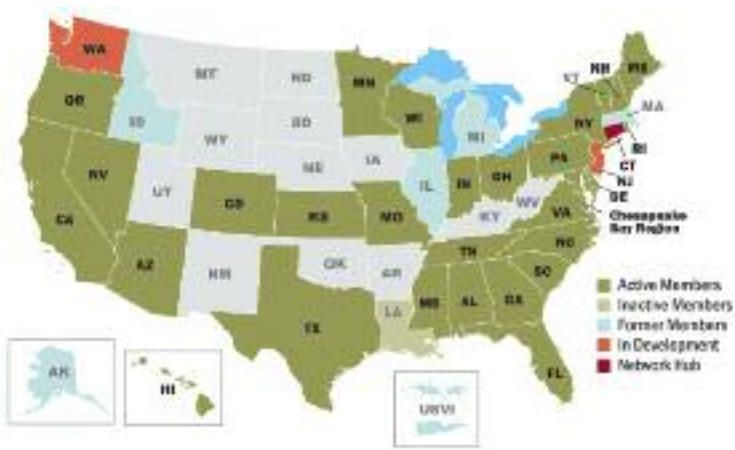 WA
MT
ND
MN
ME
NH
VT
MA
OR
ID
WY
SD
WI
MI
NY
RI
CT
NJ
DE
Chesapeake
Bay Region
NV
UT
CO
NE
IA
IL
IN
OH
PA
WV
VA
KY
CA
AZ
NM
KS
MO
OK
AR
TN
NC
SC
TX
LA
MS
AL
GA
FL
AK
HI
USVI
Active Members
Inactive Members
Former Members
In Development
Network Hub